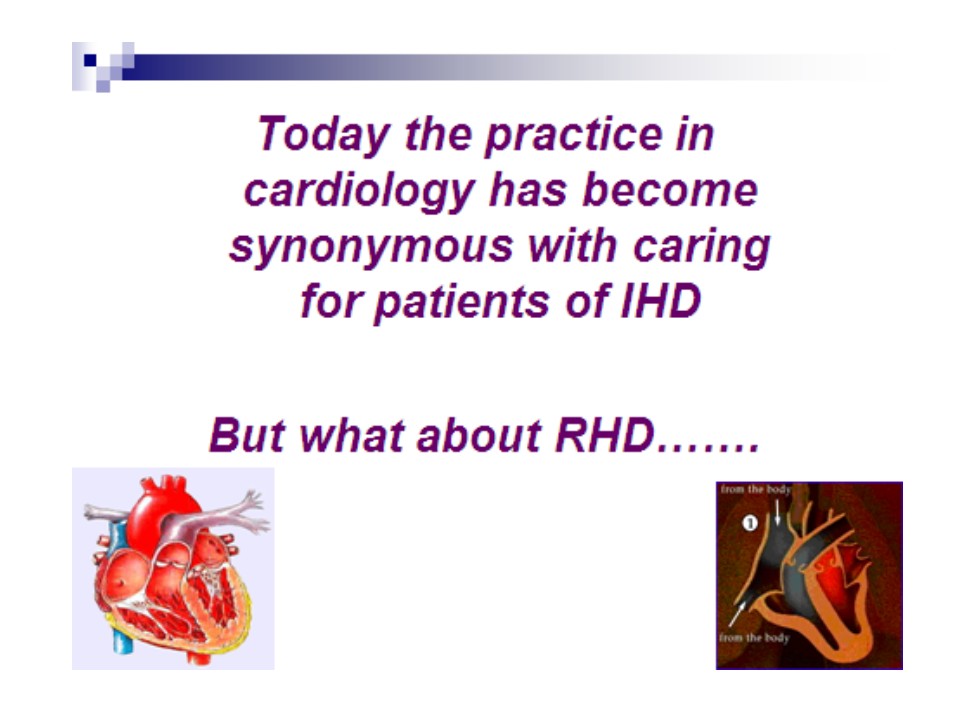 Today the practice in
cardiology has become
synonymous with caring
for patients of IHD
But what about RHD.......
from the body
1
from the body